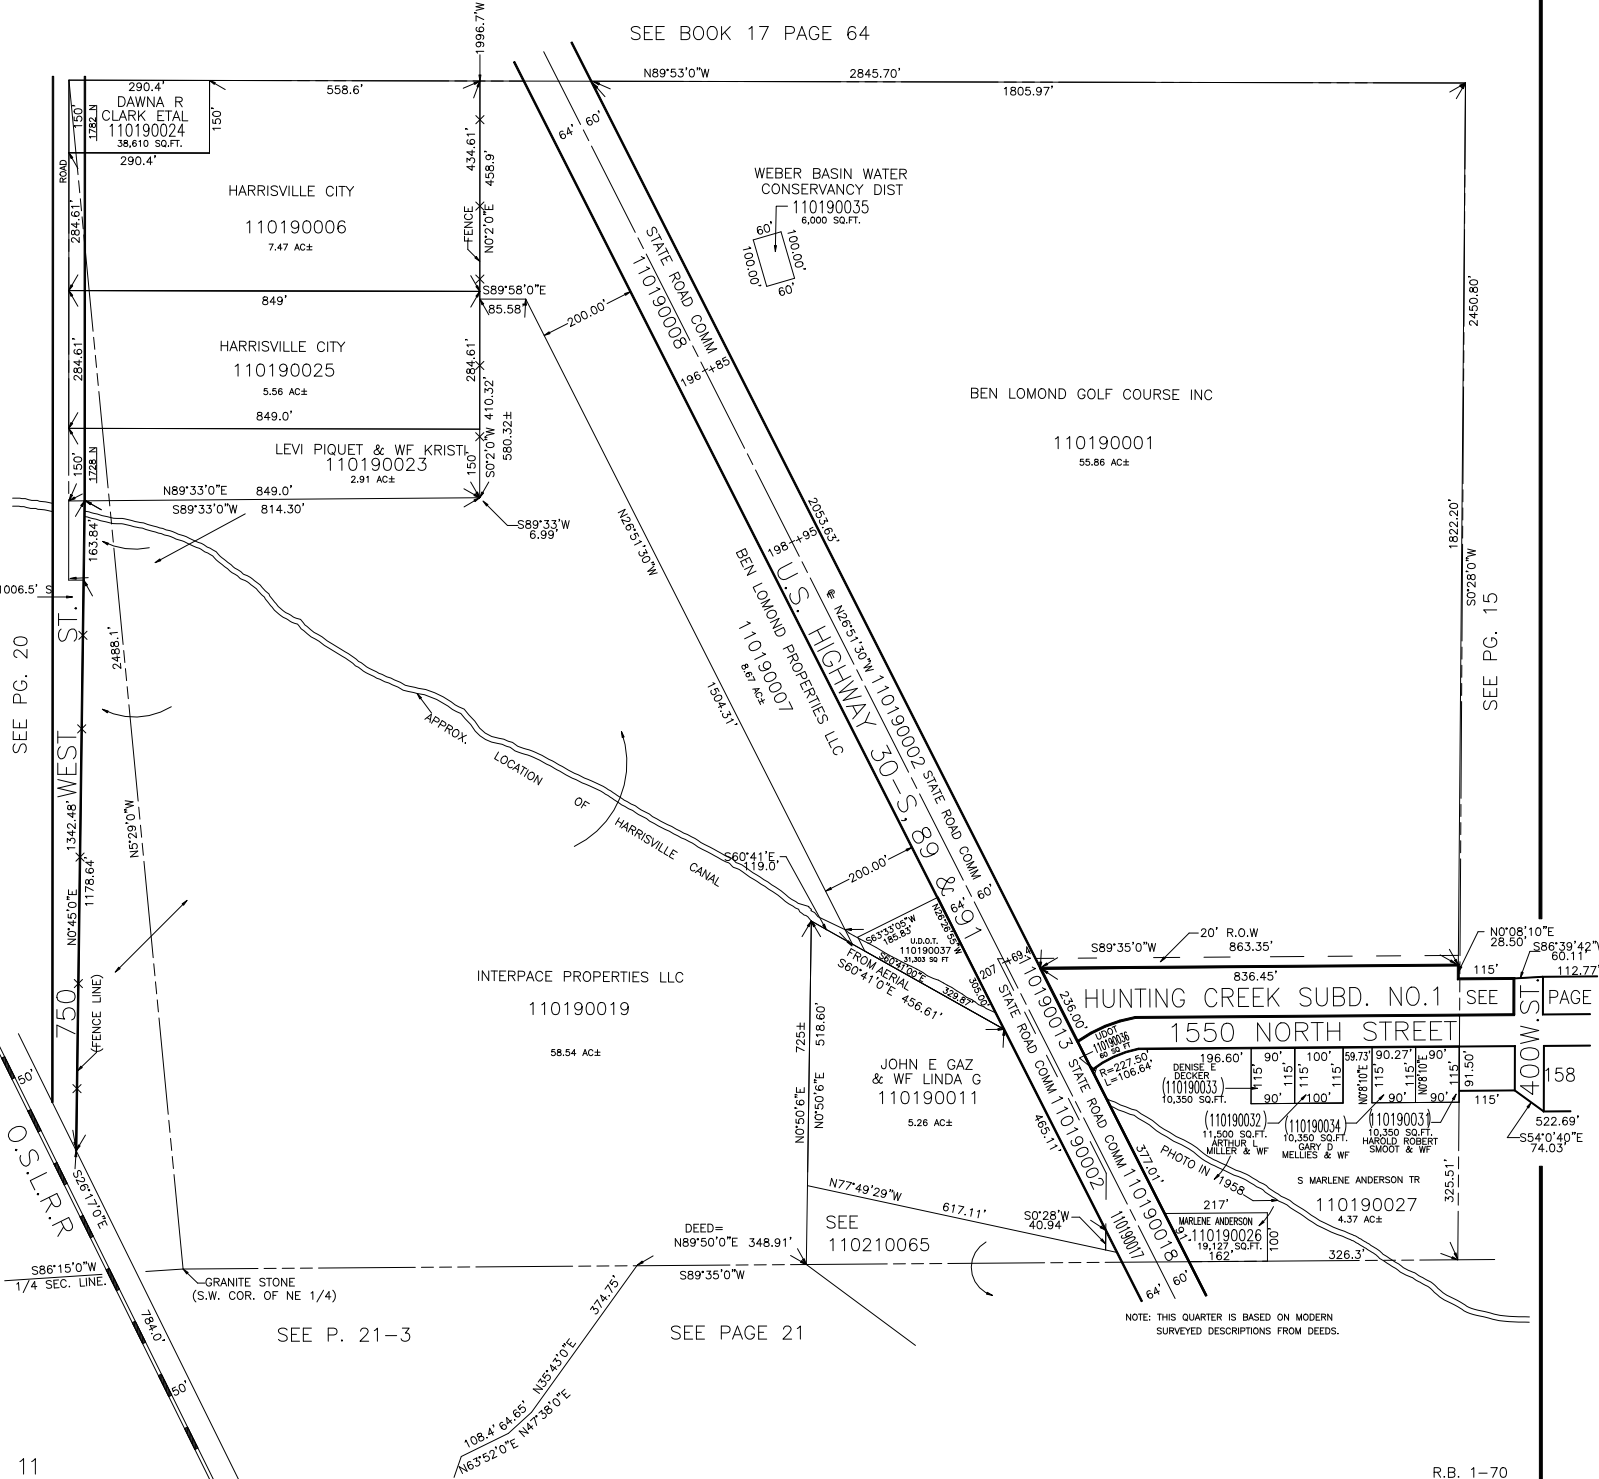 SEE BOOK 17 PAGE 64
1996.7'W
N89°53'0"W
2845.70'
1805.97'
290.4'
558.6'
DAWNA R
CLARK ETAL
110190024
38,610 SQ.FT.
150'
1782 N
150'
290.4'
ROAD
HARRISVILLE CITY
110190006
7.47 AC±
284.61'
434.61'
458.9'
FENCE
N0°2'0"E
849'
S89°58'0"E
85.58'
200.00'
64'
60'
STATE ROAD COMM
110190008
196 +85
WEBER BASIN WATER
CONSERVANCY DIST
110190035
6,000 SQ.FT.
60'
100.00'
100.00'
60'
HARRISVILLE CITY
110190025
5.56 AC±
284.61'
284.61'
849.0'
S0°2'0"W 410.32'
580.32±
LEVI PIQUET & WF KRISTI
110190023
2.91 AC±
150'
1728 N
150'
N89°33'0"E
849.0'
S89°33'0"W
814.30'
S89°33'W
6.99'
BEN LOMOND GOLF COURSE INC
110190001
55.86 AC±
2450.80'
1822.20'
S0°28'0"W
SEE PG. 15
163.84'
1006.5' S
SEE PG. 20
750 WEST ST.
2488.1'
N5°29'0"W
1342.48'
N0°45'0"E
1178.64'
(FENCE LINE)
APPROX. LOCATION OF HARRISVILLE CANAL
N26°51'30"W
1504.31'
BEN LOMOND PROPERTIES LLC
110190007
8.67 AC±
2053.63'
198 +95
U.S. HIGHWAY 30-S, 89 & 91
N26°51'30"W
110190002
STATE ROAD COMM
60'
64'
S60°41'E
119.0'
200.00'
S63°33'05"W
185.83'
N26°26'55"W
U.D.O.T.
110190037
31,303 SQ FT
S60°41'00"E
329.87'
305.00'
FROM AERIAL
S60°41'0"E 456.61'
207 +69.4
INTERPACE PROPERTIES LLC
110190019
58.54 AC±
725±
518.60'
N0°50'6"E
N0°50'6"E
JOHN E GAZ
& WF LINDA G
110190011
5.26 AC±
STATE ROAD COMM
110190002
465.11'
110190013
STATE ROAD COMM
110190018
236.00'
377.01'
UDOT
110190036
60 SQ FT
R=227.50'
L=106.64'
S89°35'0"W
20' R.O.W
863.35'
836.45'
N0°08'10"E
28.50'
S86°39'42"W
60.11'
115'
112.77'
HUNTING CREEK SUBD. NO.1
SEE
PAGE
1550 NORTH STREET
400W.ST.
158
196.60'
90'
100'
59.73'
90.27'
90'
DENISE E
DECKER
(110190033)
10,350 SQ.FT.
115'
115'
115'
N0°8'10"E
115'
N0°8'10"E
115'
91.50'
90'
100'
90'
90'
115'
(110190032)
11,500 SQ.FT.
ARTHUR L
MILLER & WF
(110190034)
10,350 SQ.FT.
GARY D
MELLIES & WF
(110190031)
10,350 SQ.FT.
HAROLD ROBERT
SMOOT & WF
522.69'
S54°0'40"E
74.03'
PHOTO IN 1958
S MARLENE ANDERSON TR
110190027
4.37 AC±
325.51'
217'
MARLENE ANDERSON
110190026
19,127 SQ.FT.
91'
100'
162'
326.3'
N77°49'29"W
617.11'
S0°28'W
40.94'
110190017
SEE
110210065
64'
60'
DEED=
N89°50'0"E 348.91'
S89°35'0"W
50'
O.S.L.R.R
S26°17'0"E
S86°15'0"W
1/4 SEC. LINE.
GRANITE STONE
(S.W. COR. OF NE 1/4)
784.0'
50'
374.75'
N35°43'0"E
108.4' 64.65'
N47°38'0"E
N63°52'0"E
SEE P. 21-3
SEE PAGE 21
NOTE: THIS QUARTER IS BASED ON MODERN
SURVEYED DESCRIPTIONS FROM DEEDS.
11
R.B. 1-70